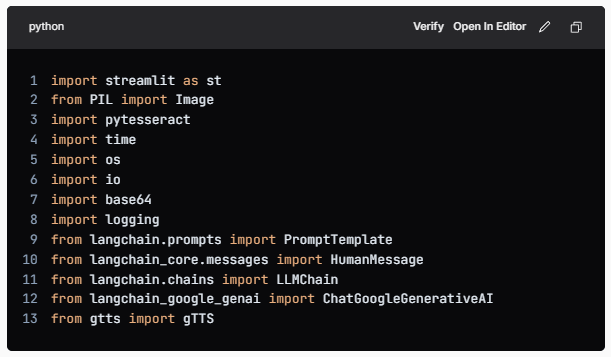 python Verify Open In Editor
1 import streamlit as st
2 from PIL import Image
3 import pytesseract
4 import time
5 import os
6 import io
7 import base64
8 import logging
9 from langchain.prompts import PromptTemplate
10 from langchain_core.messages import HumanMessage
11 from langchain.chains import LLMChain
12 from langchain_google_genai import ChatGoogleGenerativeAI
13 from gtts import gTTS